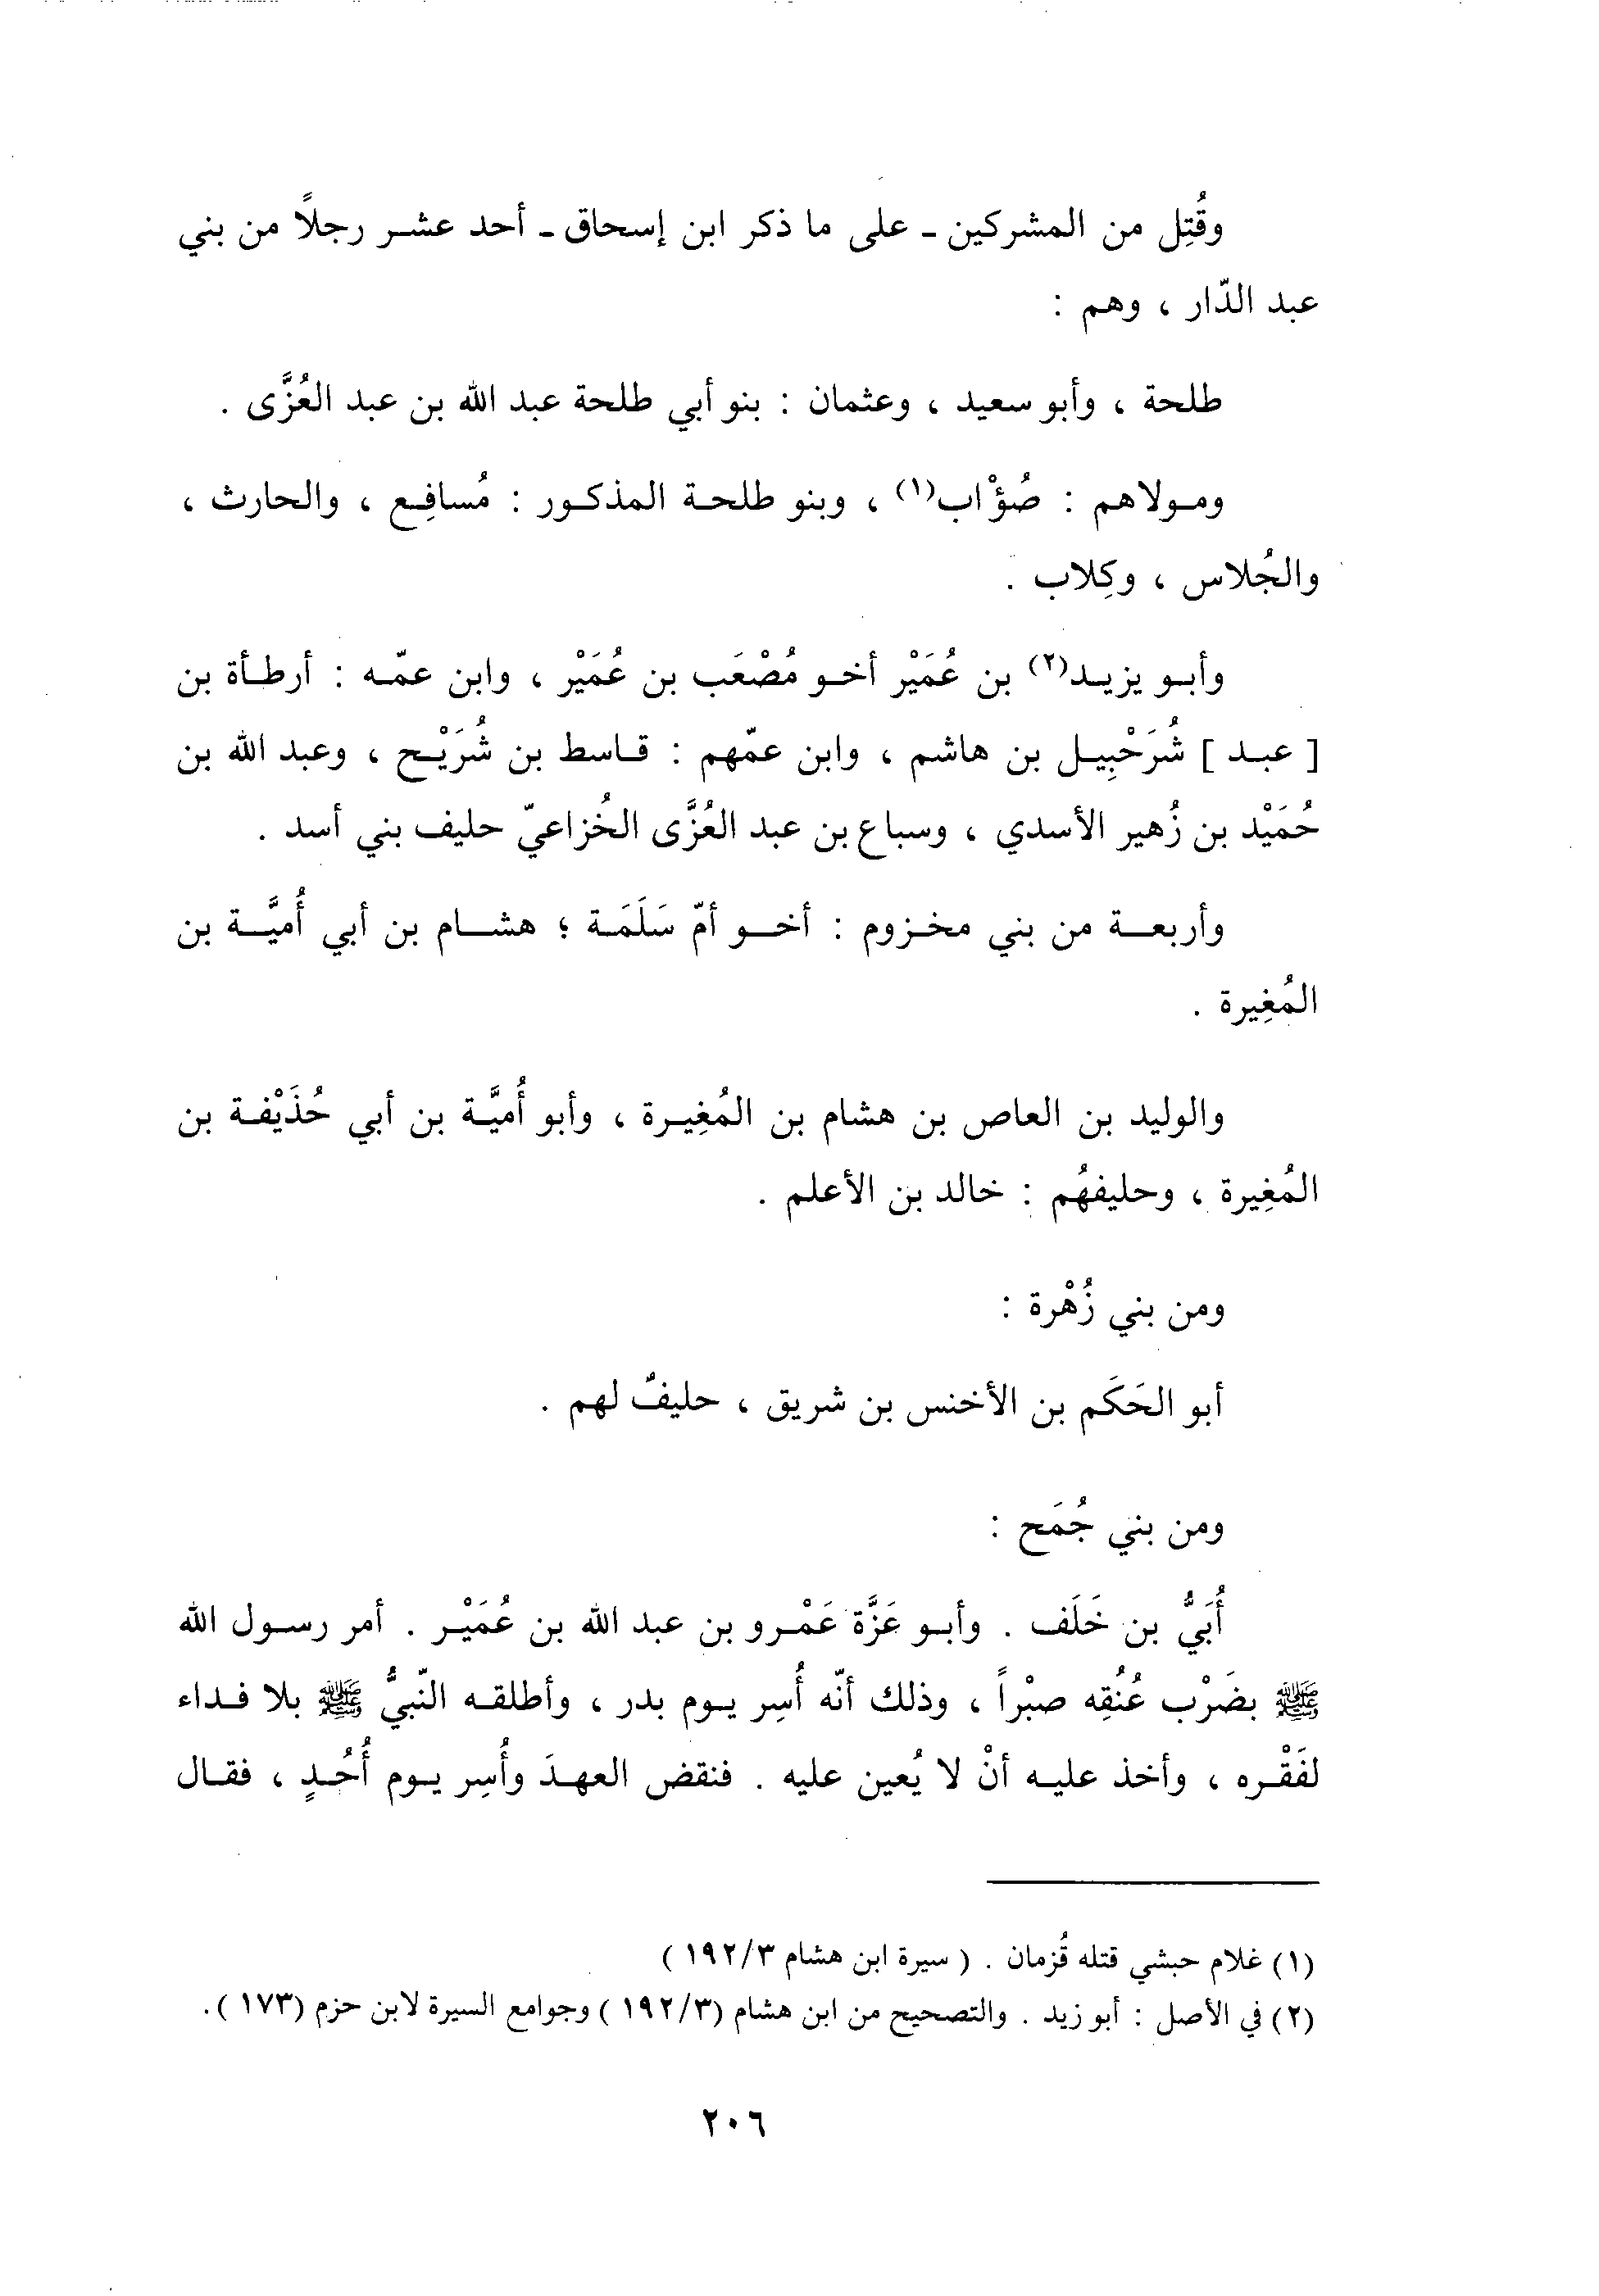 وقُتِل من المشركين ـ على ما ذكر ابن إسحاق ـ أحد عشر رجلاً من بني
عبد الدّار ، وهم :
طلحة ، وأبو سعيد ، وعثمان : بنو أبي طلحة عبد الله بن عبد العُزَّى .
ومولاهم : صُؤْاب(١) ، وبنو طلحة المذكور : مُسافِع ، والحارث ،
والجُلاس ، وكِلاب .
وأبو يزيد(٢) بن عُمَيْر أخو مُصْعَب بن عُمَيْر ، وابن عمّه : أرطأة بن
[ عبد ] شُرَحْبِيل بن هاشم ، وابن عمّهم : قاسط بن شُرَيْح ، وعبد الله بن
حُمَيْد بن زُهير الأسدي ، وسباع بن عبد العُزَّى الخُزاعيّ حليف بني أسد .
وأربعة من بني مخزوم : أخو أمّ سَلَمَة ؛ هشام بن أبي أُميَّة بن
المُغِيرة .
والوليد بن العاص بن هشام بن المُغِيرة ، وأبو أُميَّة بن أبي حُذَيْفة بن
المُغِيرة ، وحليفهُم : خالد بن الأعلم .
ومن بني زُهْرة :
أبو الحَكَم بن الأخنس بن شريق ، حليفٌ لهم .
ومن بني جُمَح :
أُبَيُّ بن خَلَف . وأبو عَزَّة عَمْرو بن عبد الله بن عُمَيْر . أمر رسول الله
ﷺ بضَرْب عُنُقِه صبْراً ، وذلك أنّه أُسِر يوم بدر ، وأطلقه النّبيُّ ﷺ بلا فداء
لفَقْره ، وأخذ عليه أنْ لا يُعين عليه . فنقض العهدَ وأُسِر يوم أُحُدٍ ، فقال
(١) غلام حبشي قتله قُزمان . ( سيرة ابن هشام ١٩٢/٣ )
(٢) في الأصل : أبو زيد . والتصحيح من ابن هشام (١٩٢/٣ ) وجوامع السيرة لابن حزم (١٧٣ ) .
٢٠٦